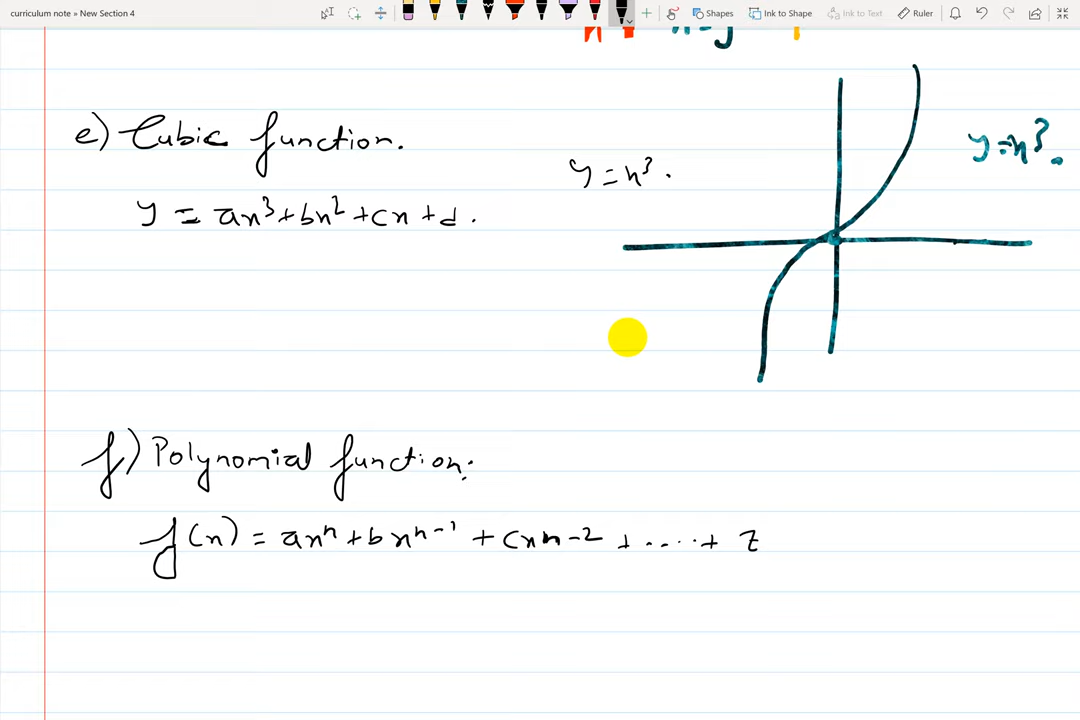 curriculum note » New Section 4
Shapes Ink to Shape Ink to Text Ruler
e) Cubic function.
y = ax³+bx²+cx+d.
y=x³.
y=x³.
f) Polynomial function:
f(x) = axⁿ+bxⁿ⁻¹+cxn-2+.....+ z